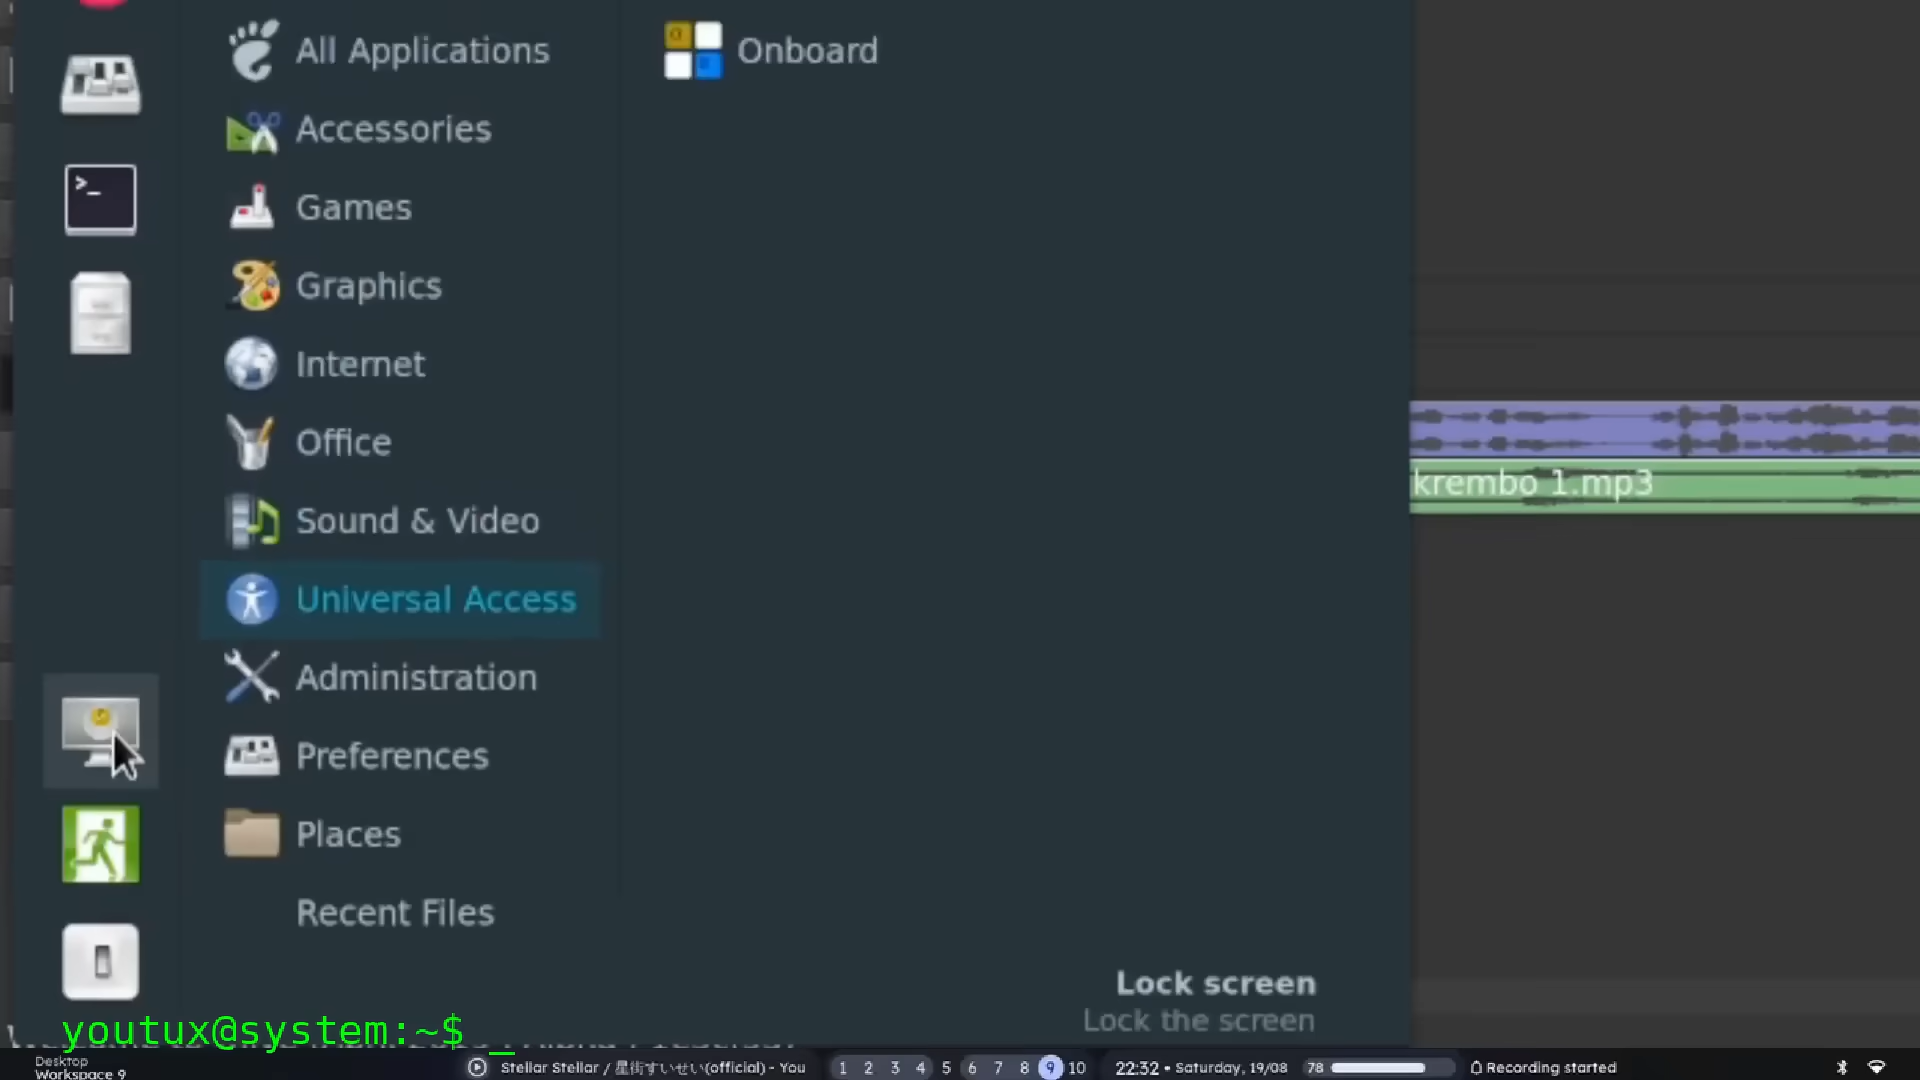 All Applications
Accessories
Games
Graphics
Internet
Office
Sound & Video
Universal Access
Administration
Preferences
Places
Recent Files
Onboard
krembo 1.mp3
Lock screen
Lock the screen
>_
youtux@system:~$ _
Desktop
Workspace 9
Stellar Stellar / 星街すいせい(official) - You
1 2 3 4 5 6 7 8 9 10
22:32 • Saturday, 19/08
78
Recording started